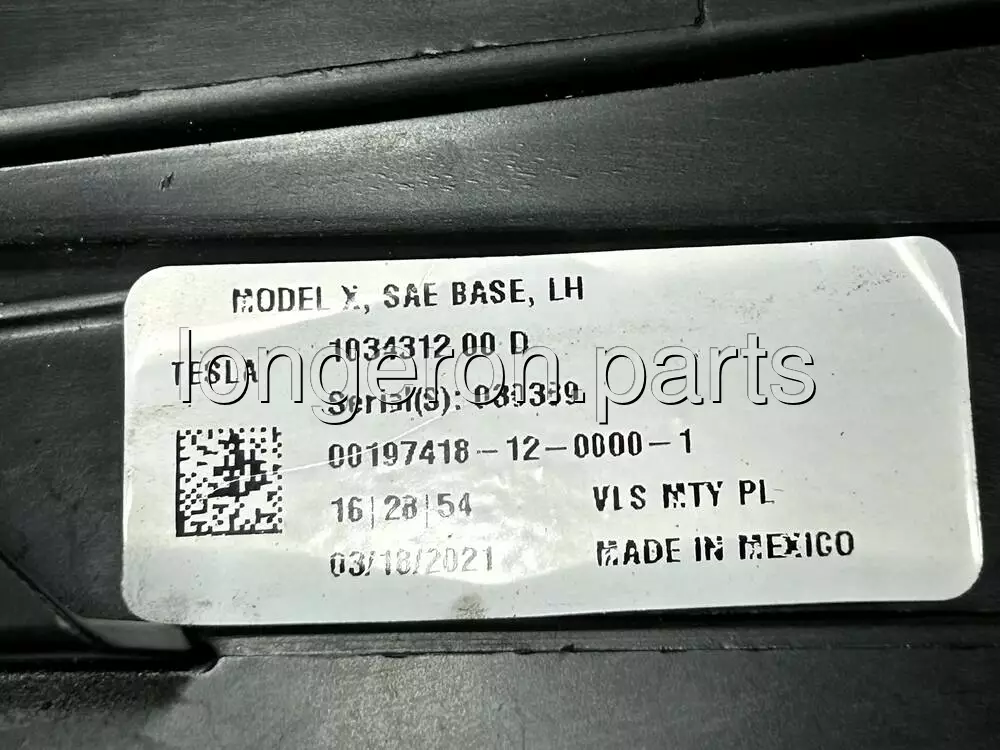 MODEL X, SAE BASE, LH
1034312 00 D
TESLA
longeron parts
Serial(S):
00197418-12-0000-1
16|28|54
VLS MTY PL
03/18/2021
MADE IN MEXICO